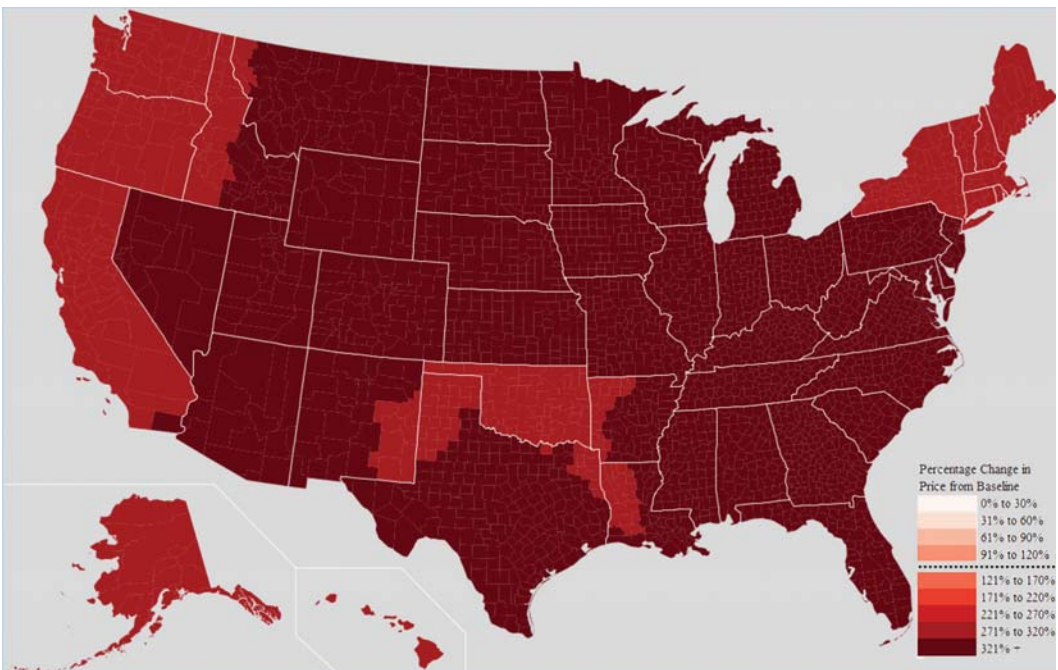 Percentage Change in
Price from Baseline
0% to 30%
31% to 60%
61% to 90%
91% to 120%
121% to 170%
171% to 220%
221% to 270%
271% to 320%
321% +